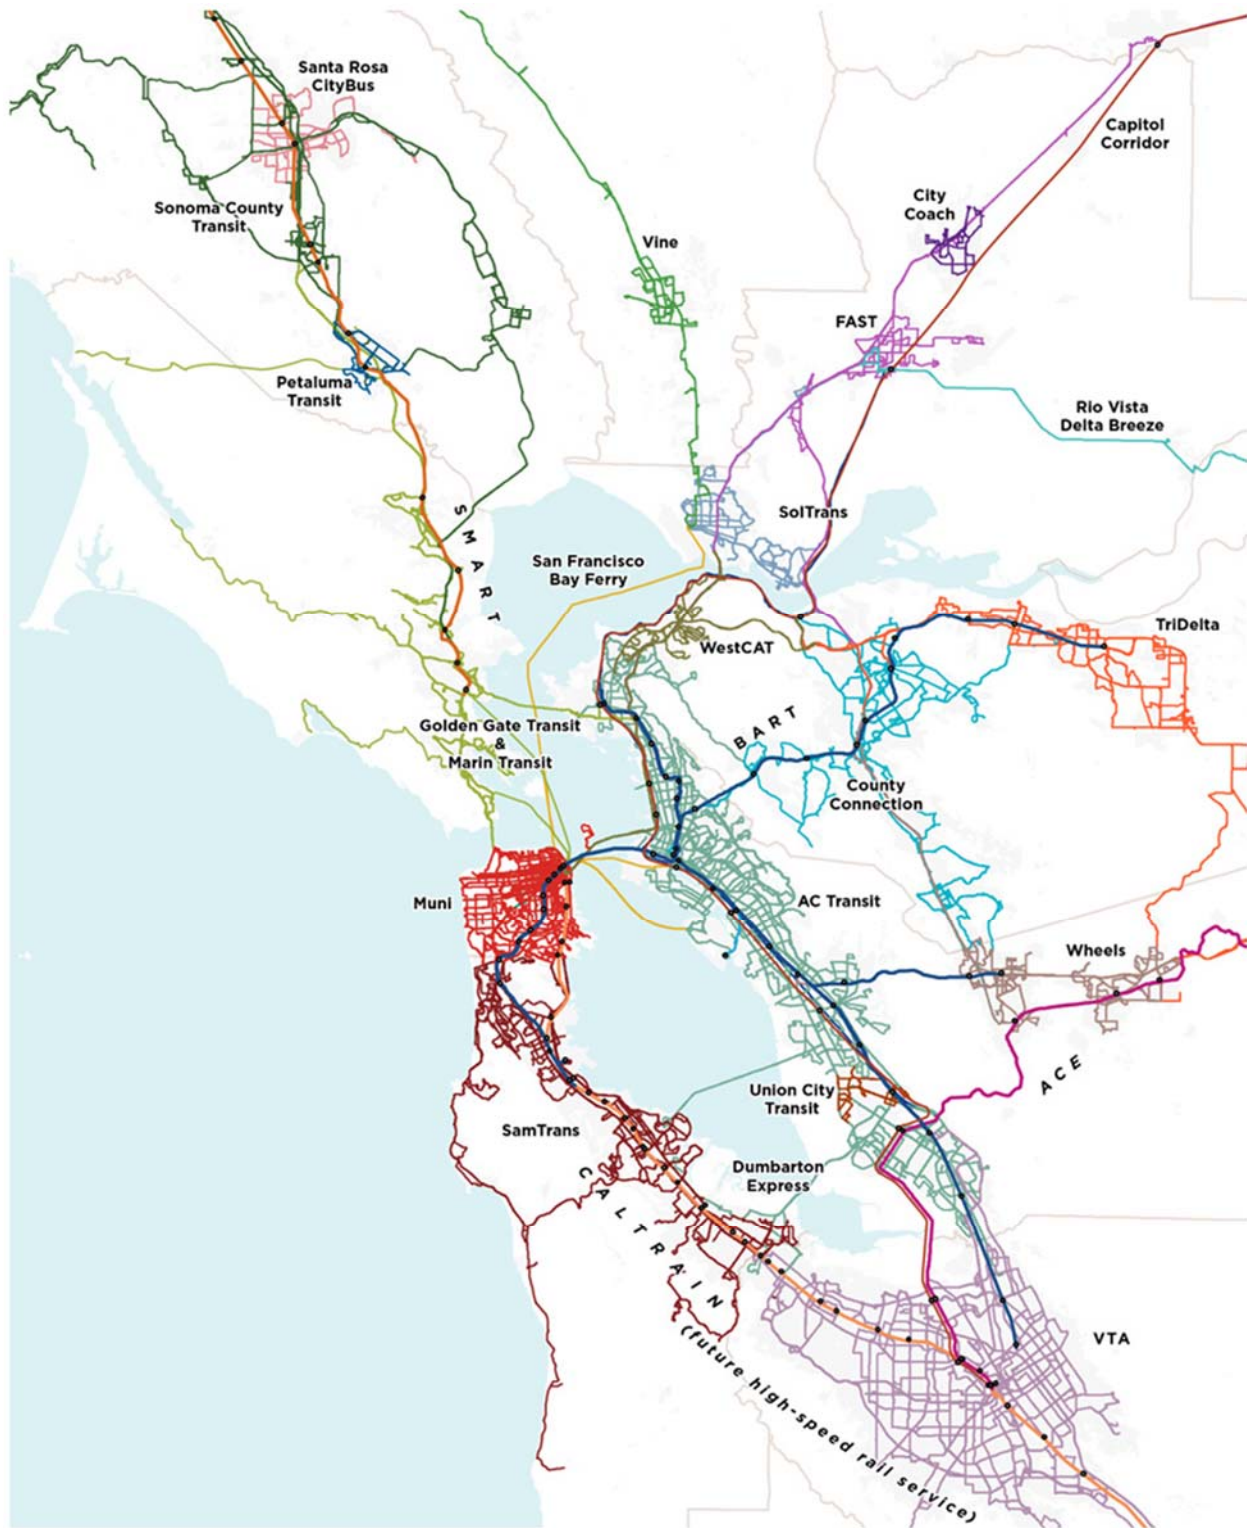 Santa Rosa
CityBus
Capitol
Corridor
City
Coach
Sonoma County
Transit
Vine
FAST
Petaluma
Transit
Rio Vista
Delta Breeze
SMART
SolTrans
San Francisco
Bay Ferry
WestCAT
TriDelta
Golden Gate Transit
&
Marin Transit
BART
County
Connection
Muni
AC Transit
Wheels
ACE
Union City
Transit
SamTrans
Dumbarton
Express
CALTRAIN
(future high-speed rail service)
VTA